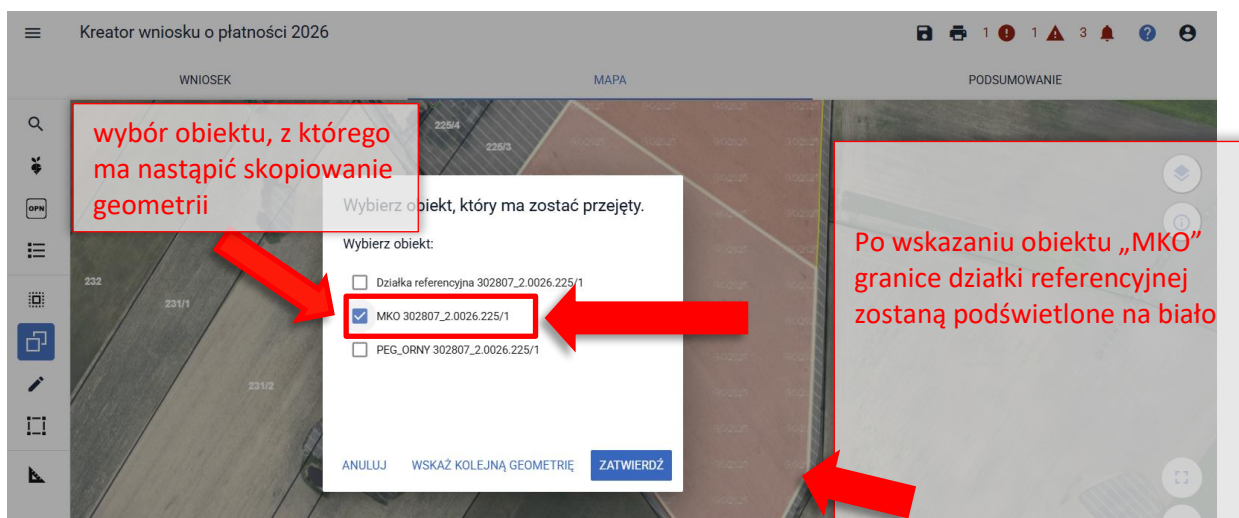 Kreator wniosku o płatności 2026
1
1
3
WNIOSEK
MAPA
PODSUMOWANIE
wybór obiektu, z którego
ma nastąpić skopiowanie
geometrii
225/4
225/3
OPN
Wybierz obiekt, który ma zostać przejęty.
Wybierz obiekt:
Działka referencyjna 302807_2.0026.225/1
MKO 302807_2.0026.225/1
PEG_ORNY 302807_2.0026.225/1
ANULUJ
WSKAŻ KOLEJNĄ GEOMETRIĘ
ZATWIERDŹ
232
231/1
231/2
Po wskazaniu obiektu „MKO”
granice działki referencyjnej
zostaną podświetlone na biało